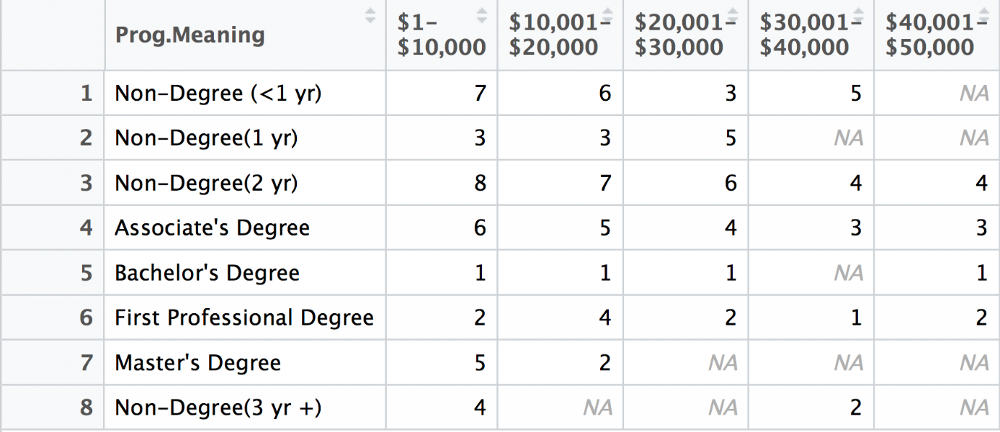 Prog.Meaning $1– $10,001– $20,001– $30,001– $40,001–
$10,000 $20,000 $30,000 $40,000 $50,000
1 Non-Degree (<1 yr) 7 6 3 5 NA
2 Non-Degree(1 yr) 3 3 5 NA NA
3 Non-Degree(2 yr) 8 7 6 4 4
4 Associate's Degree 6 5 4 3 3
5 Bachelor's Degree 1 1 1 NA 1
6 First Professional Degree 2 4 2 1 2
7 Master's Degree 5 2 NA NA NA
8 Non-Degree(3 yr +) 4 NA NA 2 NA